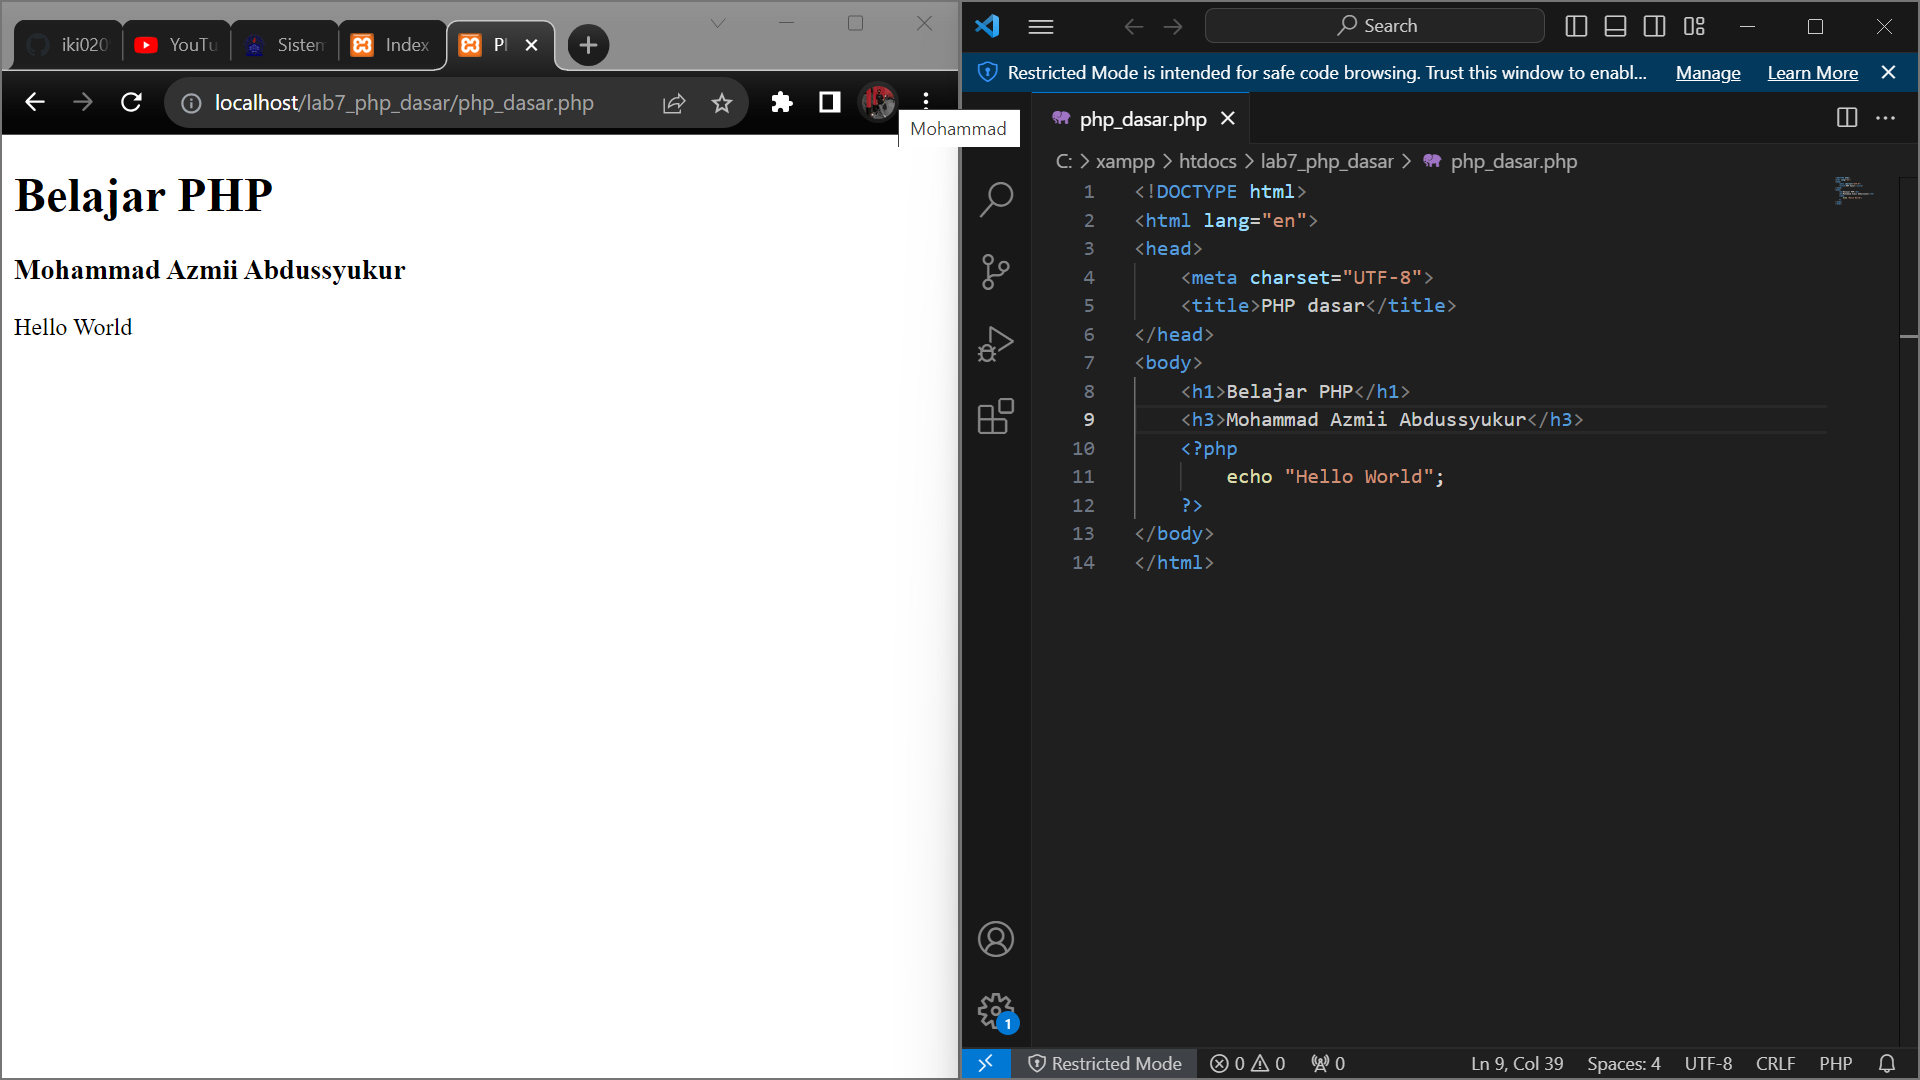 iki020
YouTu
Sistem
Index
localhost/lab7_php_dasar/php_dasar.php
Mohammad
Belajar PHP
Mohammad Azmii Abdussyukur
Hello World
Search
Restricted Mode is intended for safe code browsing. Trust this window to enabl... Manage Learn More
php_dasar.php
C: > xampp > htdocs > lab7_php_dasar > php_dasar.php
1 <!DOCTYPE html>
2 <html lang="en">
3 <head>
4 <meta charset="UTF-8">
5 <title>PHP dasar</title>
6 </head>
7 <body>
8 <h1>Belajar PHP</h1>
9 <h3>Mohammad Azmii Abdussyukur</h3>
10 <?php
11 echo "Hello World";
12 ?>
13 </body>
14 </html>
1
Restricted Mode 0 0 0 Ln 9, Col 39 Spaces: 4 UTF-8 CRLF PHP